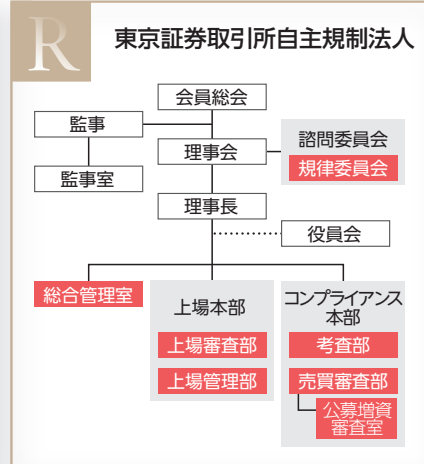 R
東京証券取引所自主規制法人
会員総会
監事
理事会
諮問委員会
規律委員会
監事室
理事長
役員会
総合管理室
上場本部
上場審査部
上場管理部
コンプライアンス
本部
考査部
売買審査部
公募増資
審査室